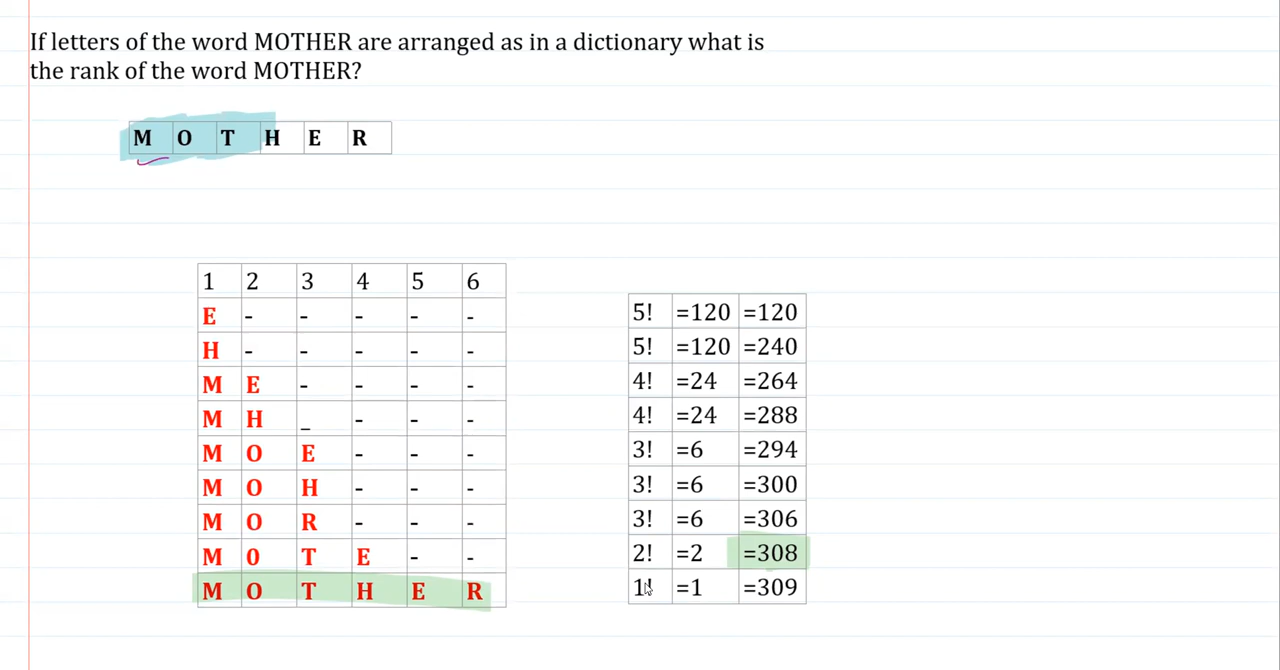 If letters of the word MOTHER are arranged as in a dictionary what is
the rank of the word MOTHER?
M O T H E R
1 2 3 4 5 6
E - - - - -
H - - - - -
M E - - - -
M H _ - - -
M O E - - -
M O H - - -
M O R - - -
M O T E - -
M O T H E R
5! =120 =120
5! =120 =240
4! =24 =264
4! =24 =288
3! =6 =294
3! =6 =300
3! =6 =306
2! =2 =308
1! =1 =309